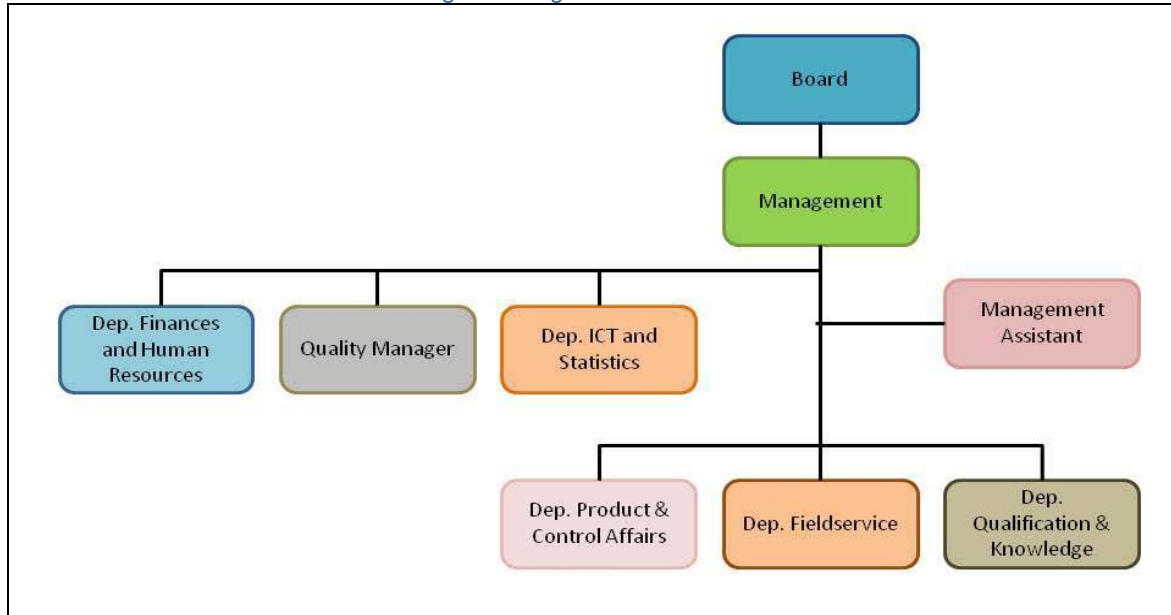 Board
Management
Dep. Finances
and Human
Resources
Quality Manager
Dep. ICT and
Statistics
Management
Assistant
Dep. Product &
Control Affairs
Dep. Fieldservice
Dep.
Qualification &
Knowledge